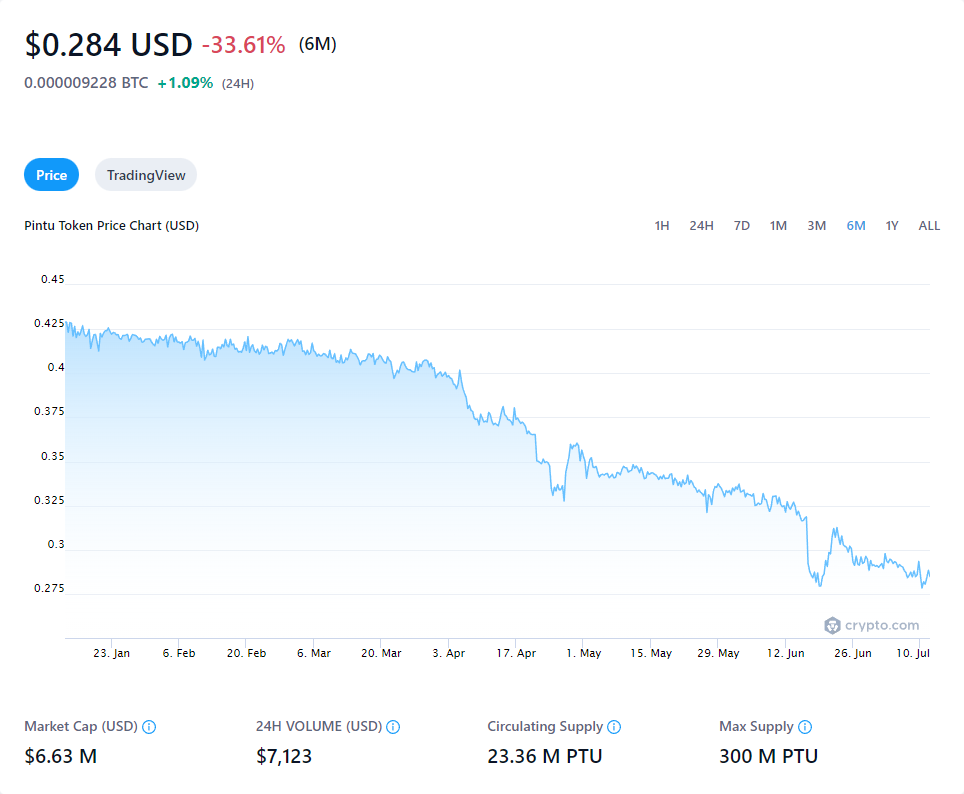 $0.284 USD -33.61% (6M)
0.000009228 BTC +1.09% (24H)
Price TradingView
Pintu Token Price Chart (USD) 1H 24H 7D 1M 3M 6M 1Y ALL
0.45
0.425
0.4
0.375
0.35
0.325
0.3
0.275
crypto.com
23. Jan 6. Feb 20. Feb 6. Mar 20. Mar 3. Apr 17. Apr 1. May 15. May 29. May 12. Jun 26. Jun 10. Jul
Market Cap (USD) 24H VOLUME (USD) Circulating Supply Max Supply
$6.63 M $7,123 23.36 M PTU 300 M PTU